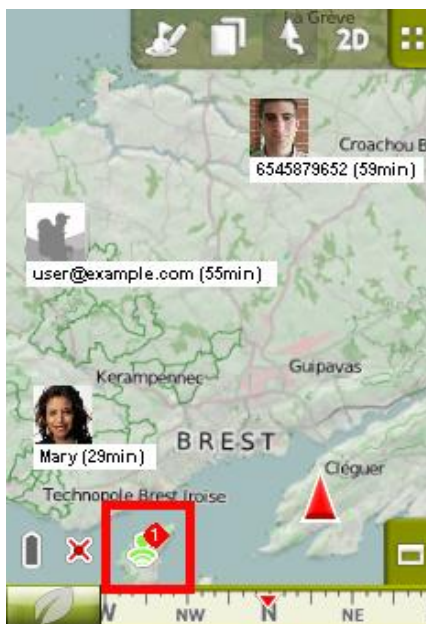 La Grève
2D
Croachou B
6545879652 (59min)
user@example.com (55min)
Guipavas
Kerampennec
BREST
Mary (29min)
Cléguer
Technopole Brest Iroise
1
W
NW
N
NE